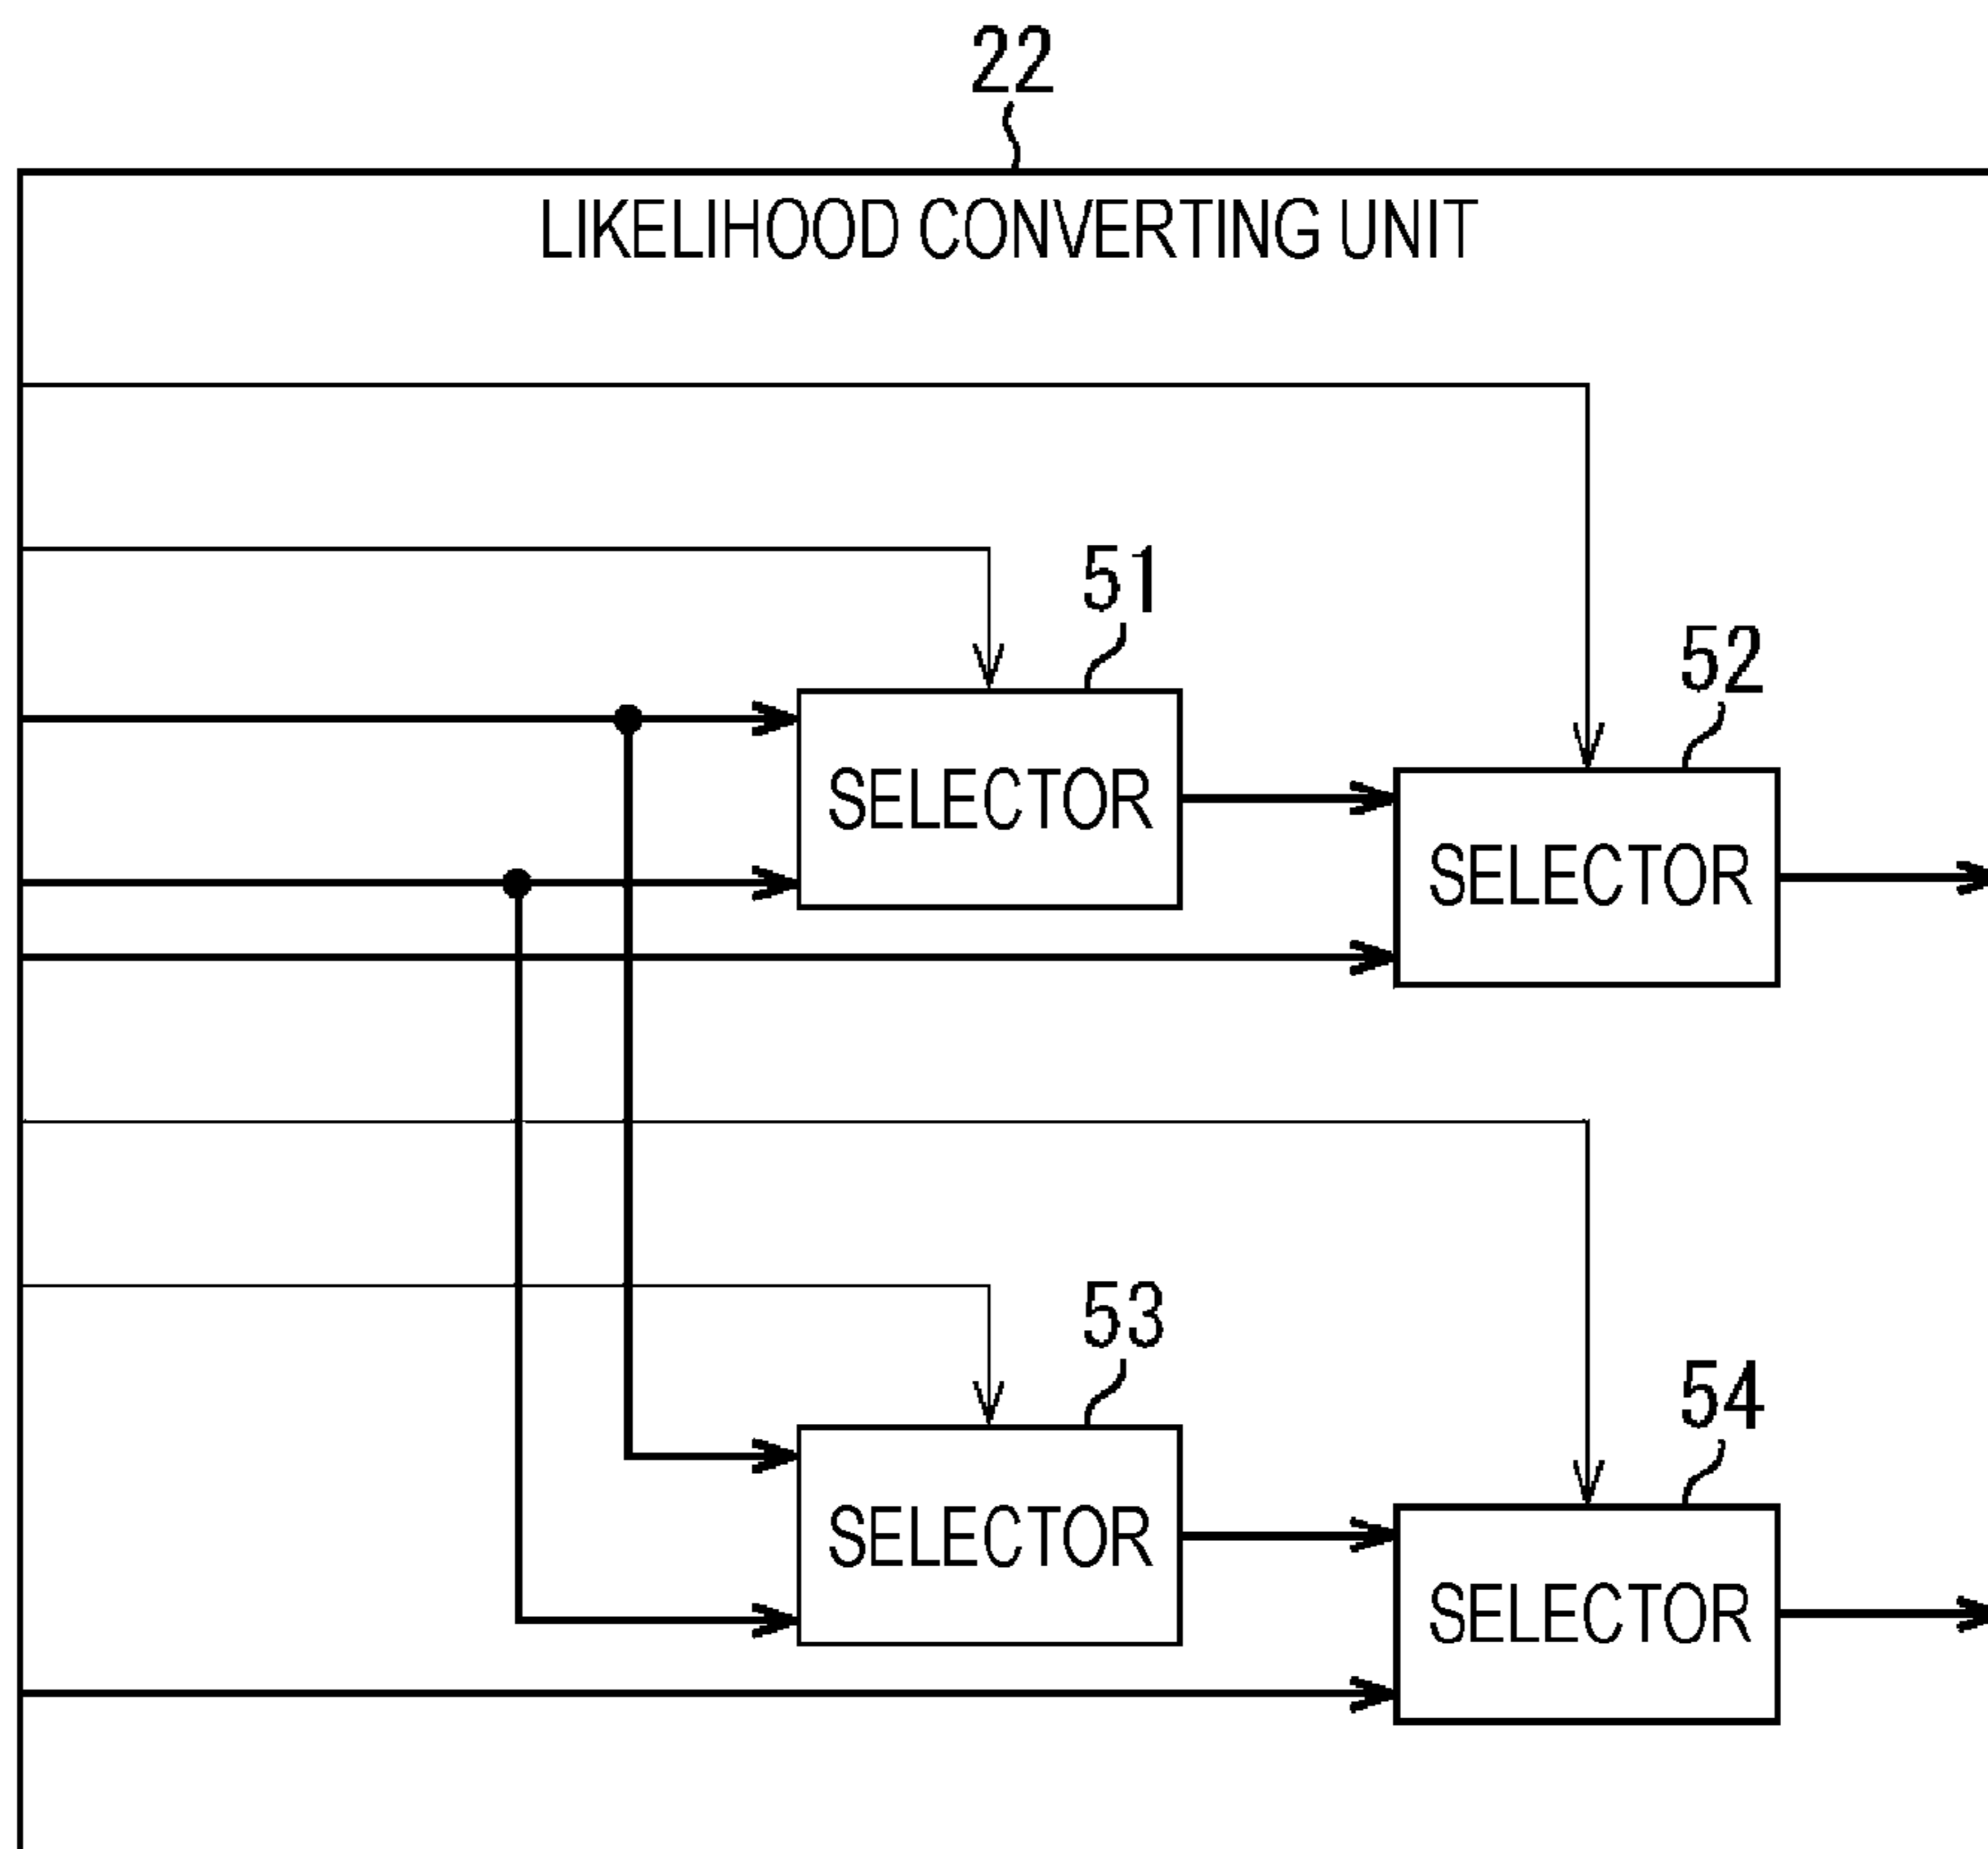 22
LIKELIHOOD CONVERTING UNIT
51
52
SELECTOR
SELECTOR
53
54
SELECTOR
SELECTOR